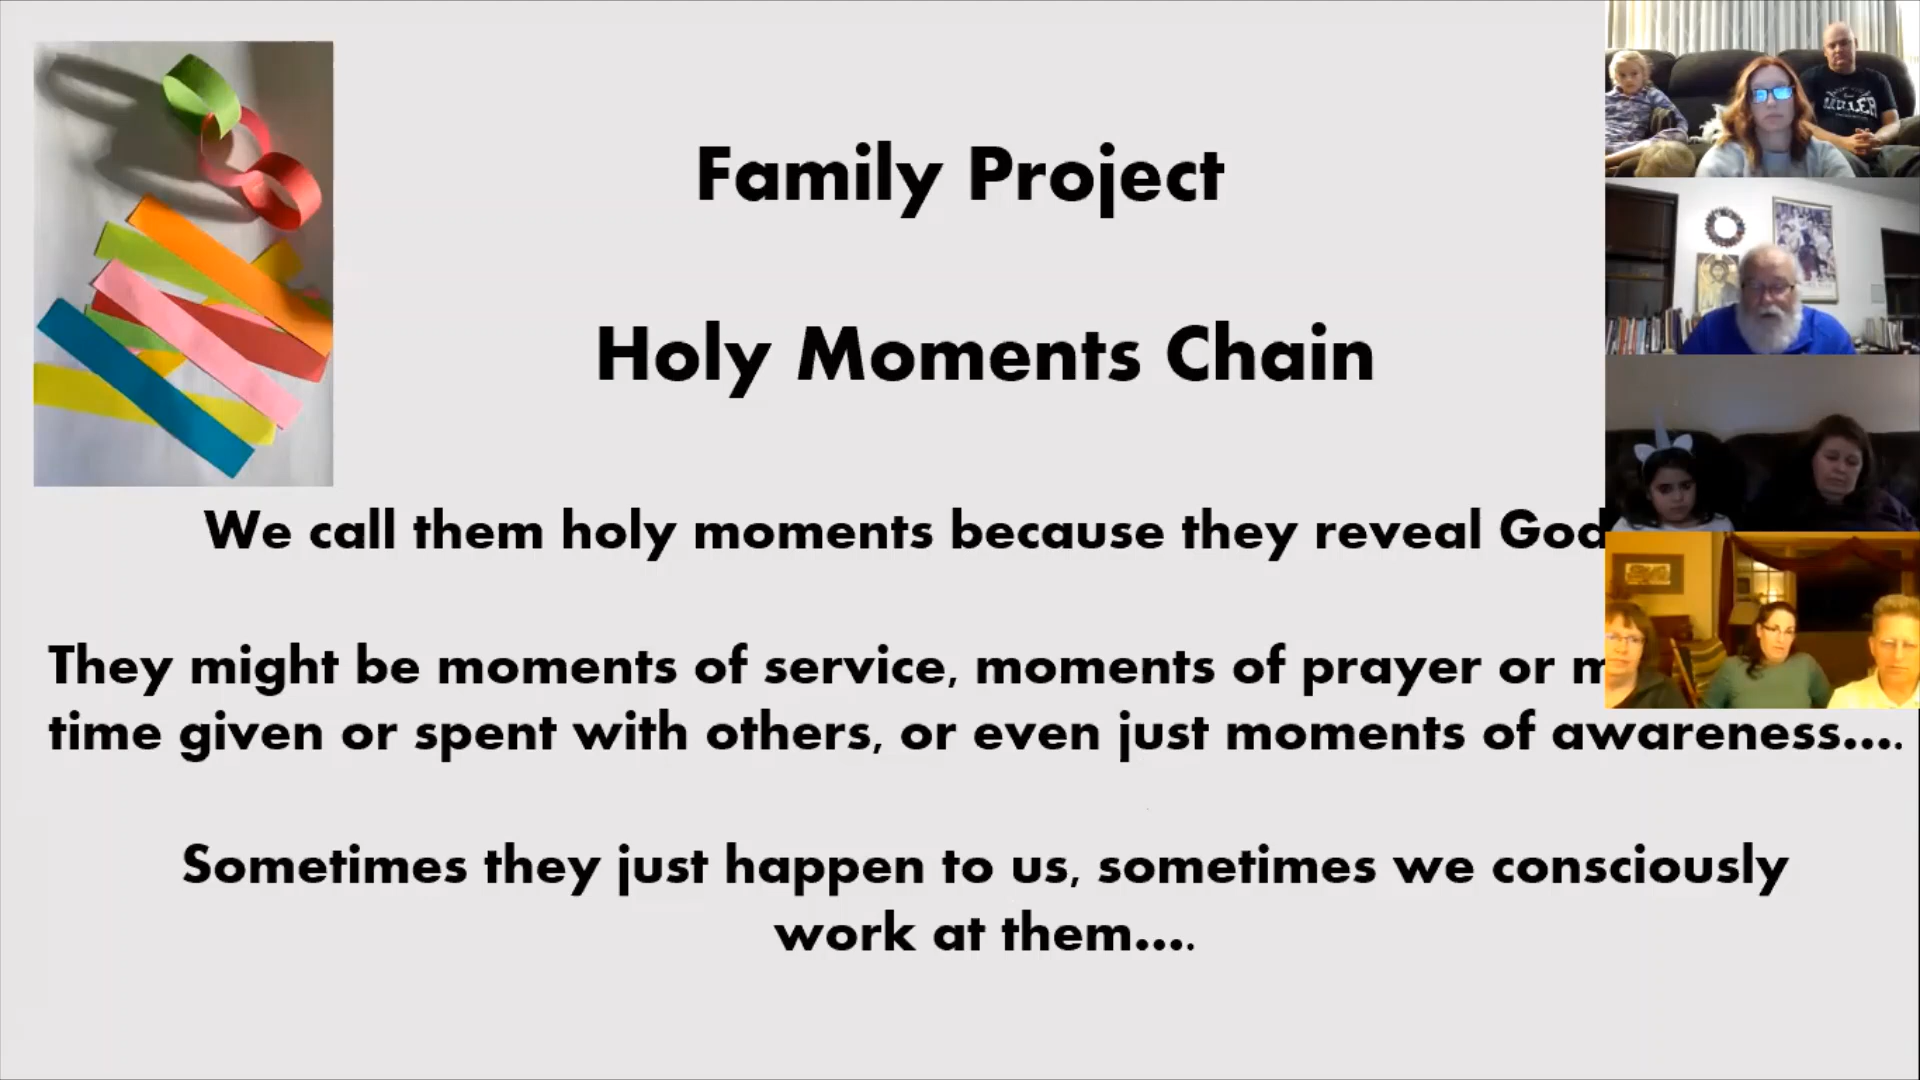 Family Project
Holy Moments Chain
We call them holy moments because they reveal God
They might be moments of service, moments of prayer or
time given or spent with others, or even just moments of awareness....
Sometimes they just happen to us, sometimes we consciously
work at them....